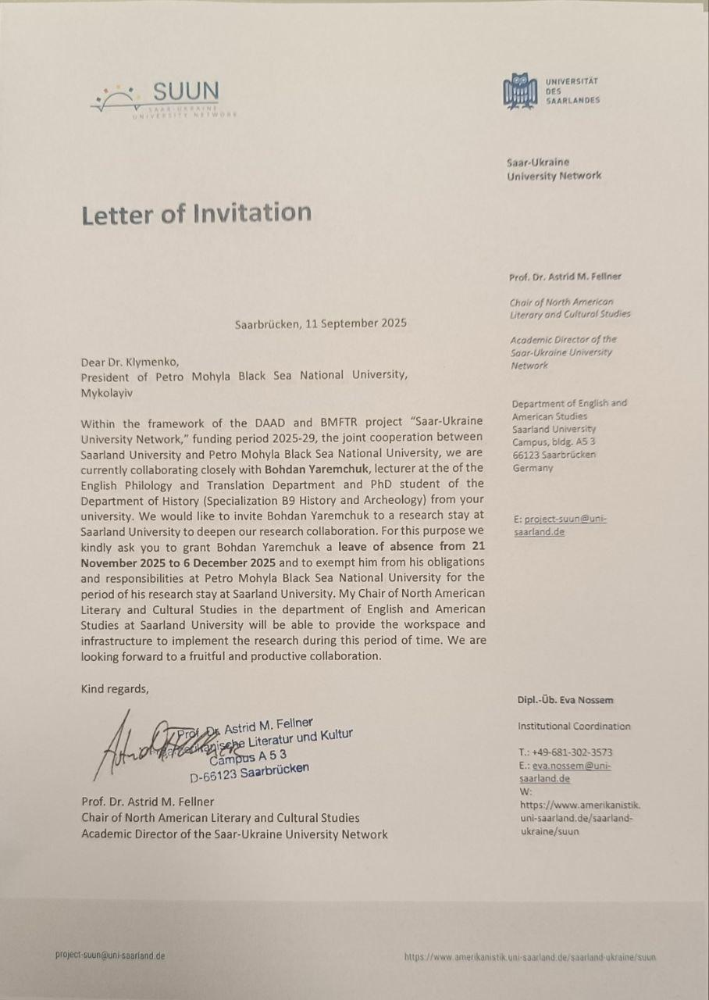 SUUN
SAAR-UKRAINE
UNIVERSITY NETWORK
UNIVERSITÄT
DES
SAARLANDES
Saar-Ukraine
University Network
Letter of Invitation
Prof. Dr. Astrid M. Fellner
Chair of North American
Literary and Cultural Studies
Academic Director of the
Saar-Ukraine University
Network
Department of English and
American Studies
Saarland University
Campus, bldg. A5 3
66123 Saarbrücken
Germany
E: project-suun@uni-
saarland.de
Saarbrücken, 11 September 2025
Dear Dr. Klymenko,
President of Petro Mohyla Black Sea National University,
Mykolayiv
Within the framework of the DAAD and BMFTR project “Saar-Ukraine
University Network,” funding period 2025-29, the joint cooperation between
Saarland University and Petro Mohyla Black Sea National University, we are
currently collaborating closely with Bohdan Yaremchuk, lecturer at the of the
English Philology and Translation Department and PhD student of the
Department of History (Specialization B9 History and Archeology) from your
university. We would like to invite Bohdan Yaremchuk to a research stay at
Saarland University to deepen our research collaboration. For this purpose we
kindly ask you to grant Bohdan Yaremchuk a leave of absence from 21
November 2025 to 6 December 2025 and to exempt him from his obligations
and responsibilities at Petro Mohyla Black Sea National University for the
period of his research stay at Saarland University. My Chair of North American
Literary and Cultural Studies in the department of English and American
Studies at Saarland University will be able to provide the workspace and
infrastructure to implement the research during this period of time. We are
looking forward to a fruitful and productive collaboration.
Kind regards,
Prof. Dr. Astrid M. Fellner
Literatur und Kultur
Campus A 5 3
D-66123 Saarbrücken
Prof. Dr. Astrid M. Fellner
Chair of North American Literary and Cultural Studies
Academic Director of the Saar-Ukraine University Network
Dipl.-Üb. Eva Nossem
Institutional Coordination
T.: +49-681-302-3573
E.: eva.nossem@uni-
saarland.de
W:
https://www.amerikanistik.
uni-saarland.de/saarland-
ukraine/suun
project-suun@uni-saarland.de
https://www.amerikanistik.uni-saarland.de/saarland-ukraine/suun